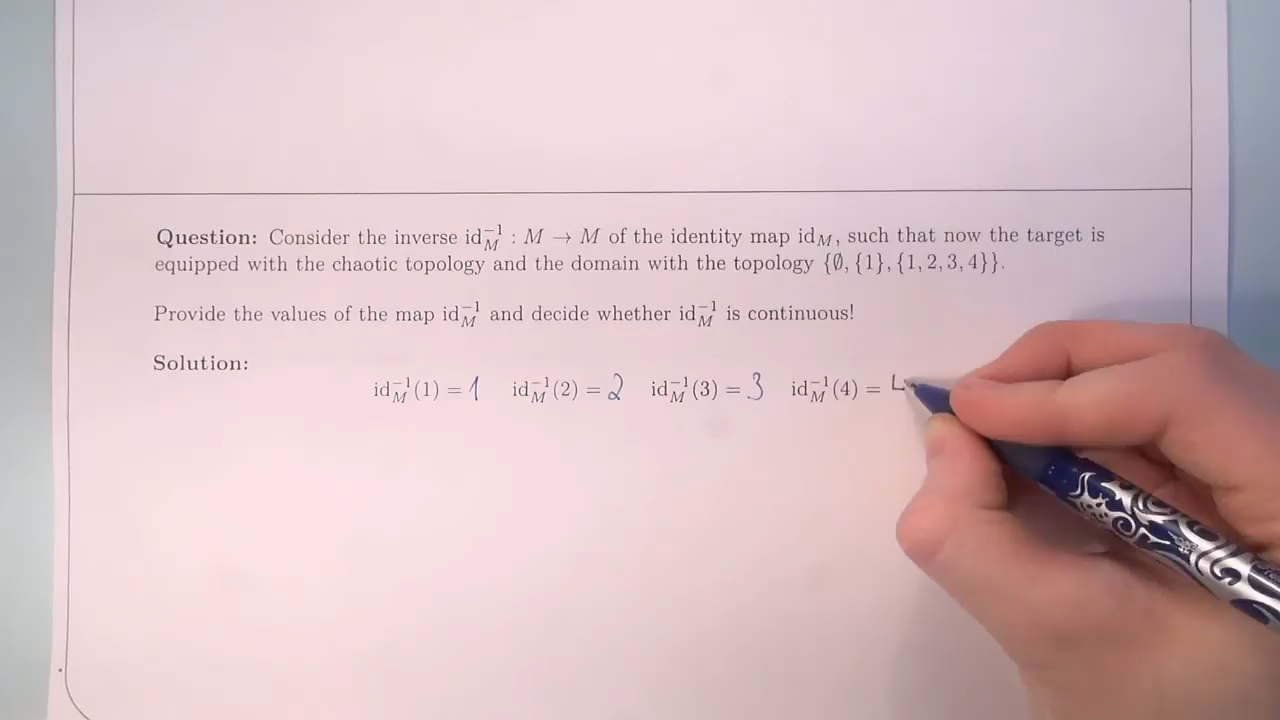 Question: Consider the inverse id_M^{-1} : M → M of the identity map id_M, such that now the target is
equipped with the chaotic topology and the domain with the topology {∅, {1}, {1, 2, 3, 4}}.
Provide the values of the map id_M^{-1} and decide whether id_M^{-1} is continuous!
Solution:
id_M^{-1}(1) = 1 id_M^{-1}(2) = 2 id_M^{-1}(3) = 3 id_M^{-1}(4) =